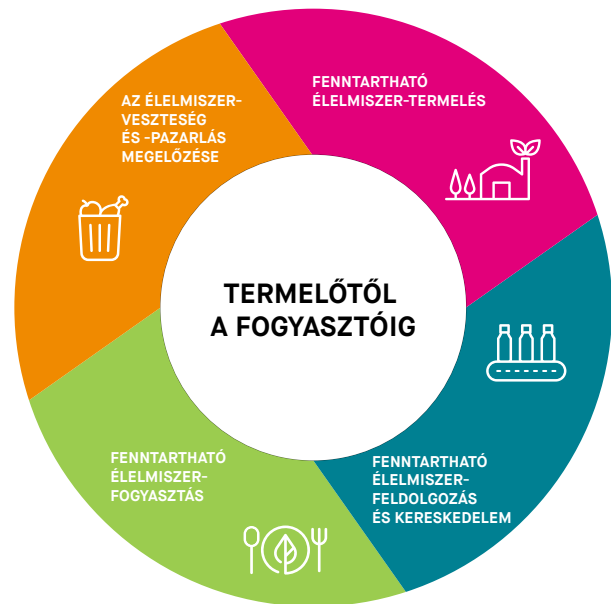 AZ ÉLELMISZER-
VESZTESÉG
ÉS -PAZARLÁS
MEGELŐZÉSE
FENNTARTHATÓ
ÉLELMISZER-TERMELÉS
TERMELŐTŐL
A FOGYASZTÓIG
FENNTARTHATÓ
ÉLELMISZER-
FOGYASZTÁS
FENNTARTHATÓ
ÉLELMISZER-
FELDOLGOZÁS
ÉS KERESKEDELEM